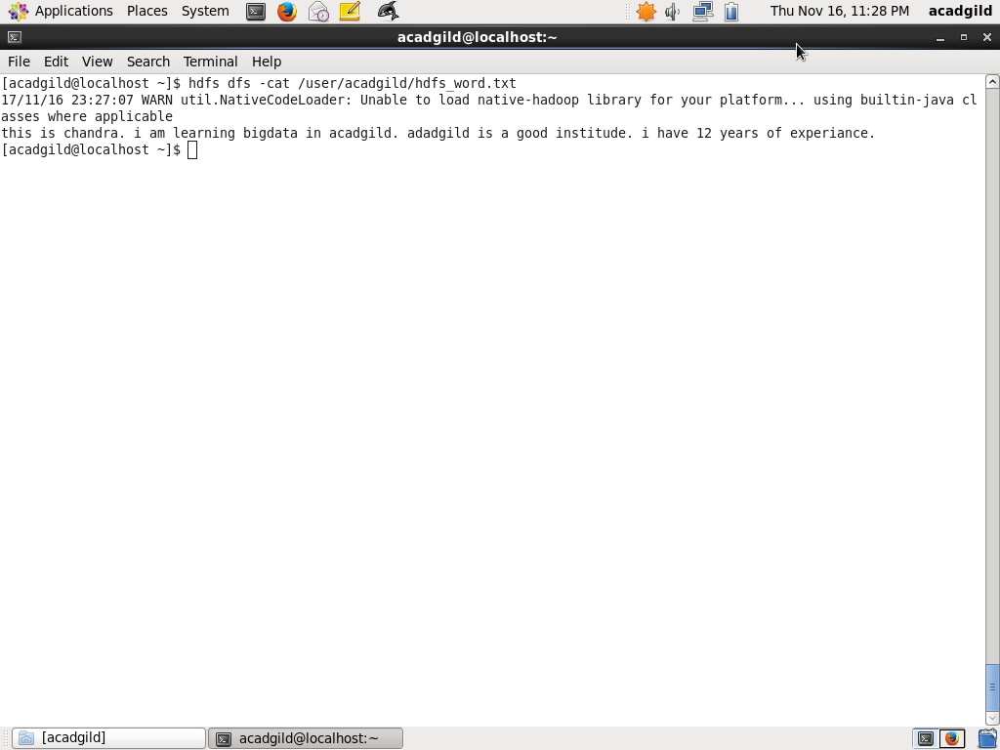 Applications Places System Thu Nov 16, 11:28 PM acadgild
acadgild@localhost:~
File Edit View Search Terminal Help
[acadgild@localhost ~]$ hdfs dfs -cat /user/acadgild/hdfs_word.txt
17/11/16 23:27:07 WARN util.NativeCodeLoader: Unable to load native-hadoop library for your platform... using builtin-java cl
asses where applicable
this is chandra. i am learning bigdata in acadgild. adadgild is a good institude. i have 12 years of experiance.
[acadgild@localhost ~]$
[acadgild] acadgild@localhost:~